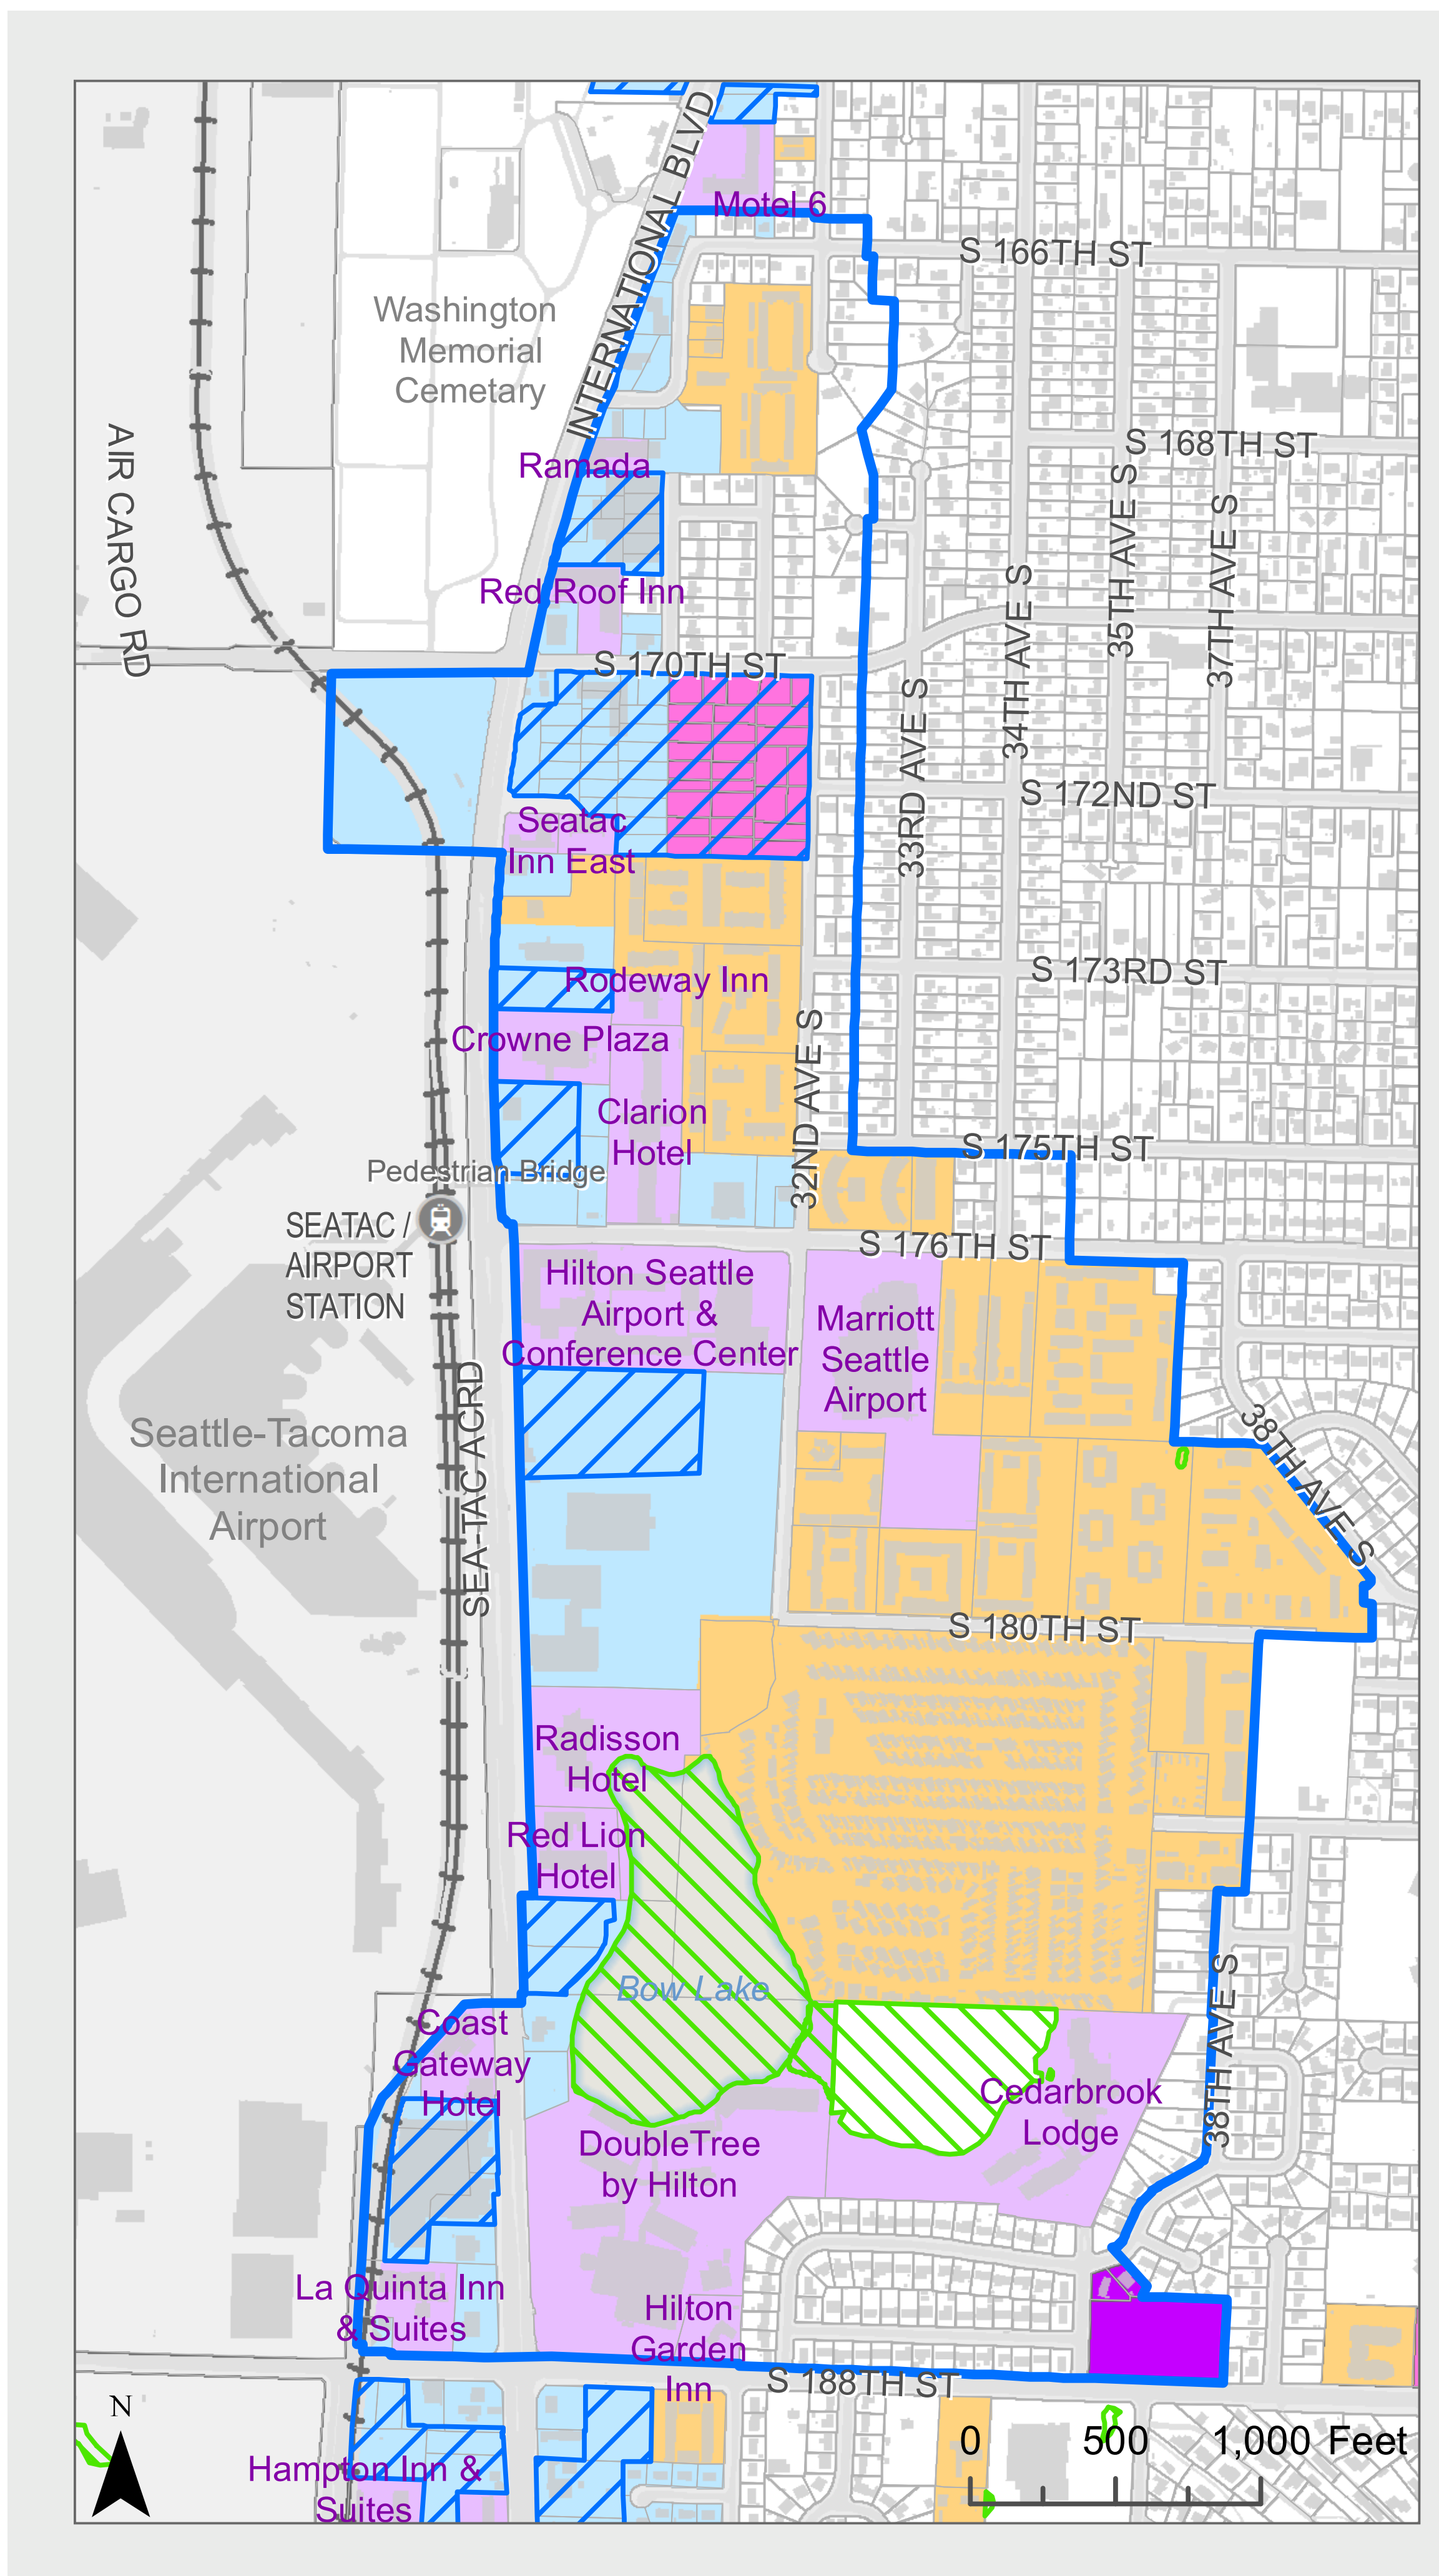 INTERNATIONAL BLVD
Motel 6
S 166TH ST
Washington
Memorial
Cemetary
S 168TH ST
AIR CARGO RD
Ramada
35TH AVE S
37TH AVE S
34TH AVE S
Red Roof Inn
S 170TH ST
33RD AVE S
S 172ND ST
Seatac
Inn East
S 173RD ST
Rodeway Inn
Crowne Plaza
32ND AVE S
Clarion
Hotel
S 175TH ST
Pedestrian Bridge
SEATAC /
AIRPORT
STATION
S 176TH ST
Hilton Seattle
Airport &
Conference Center
Marriott
Seattle
Airport
SEA-TAC ACRD
38TH AVE S
Seattle-Tacoma
International
Airport
S 180TH ST
Radisson
Hotel
Red Lion
Hotel
Bow Lake
38TH AVE S
Coast
Gateway
Hotel
Cedarbrook
Lodge
DoubleTree
by Hilton
La Quinta Inn
& Suites
Hilton
Garden
Inn
S 188TH ST
N
0 500 1,000 Feet
Hampton Inn &
Suites